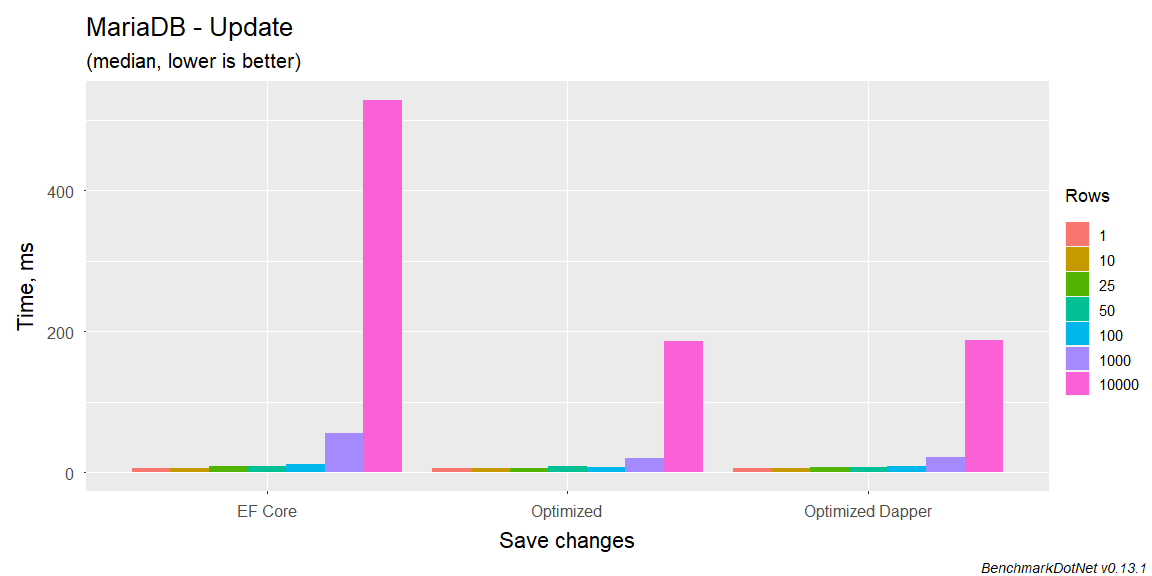 MariaDB - Update
(median, lower is better)
Time, ms
400
200
0
EF Core
Optimized
Optimized Dapper
Save changes
Rows
1
10
25
50
100
1000
10000
BenchmarkDotNet v0.13.1